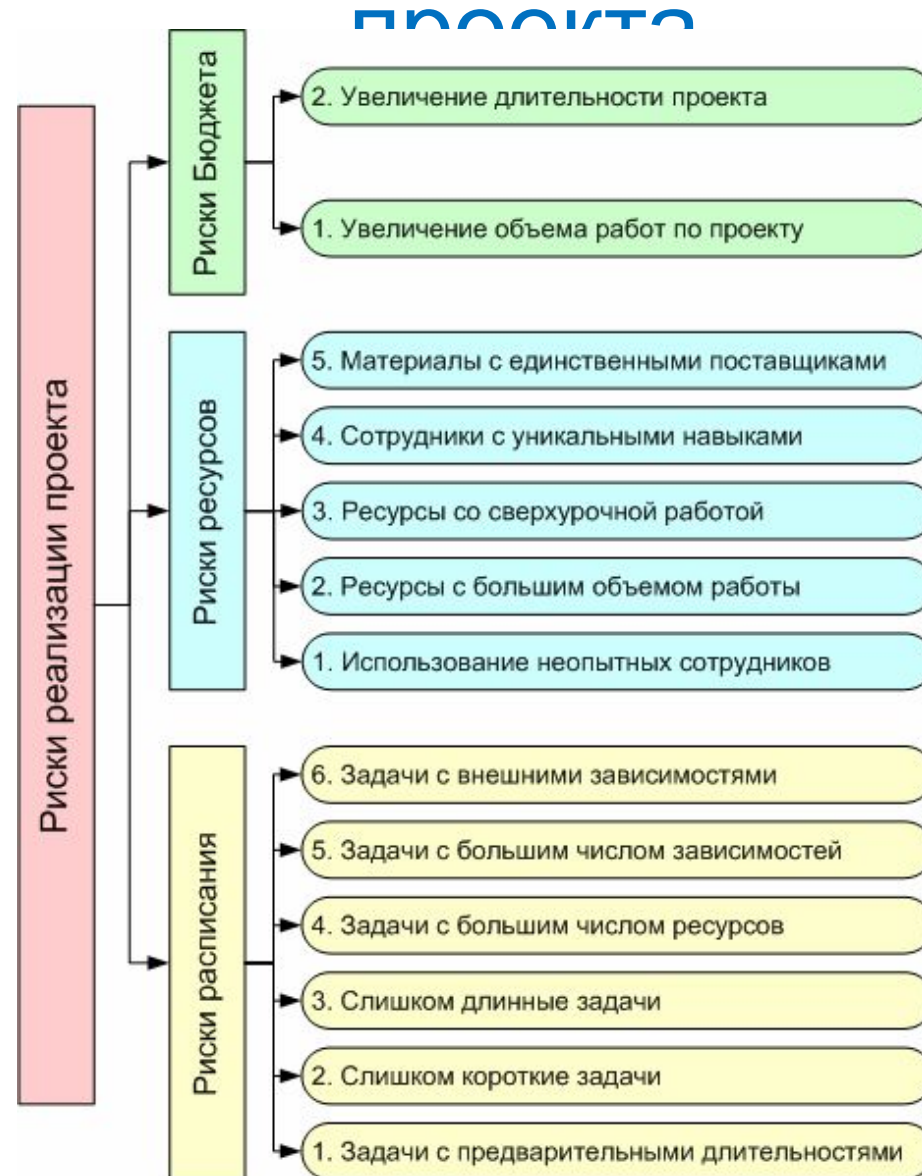 проекта
Риски реализации проекта
Риски Бюджета
2. Увеличение длительности проекта
1. Увеличение объема работ по проекту
Риски ресурсов
5. Материалы с единственными поставщиками
4. Сотрудники с уникальными навыками
3. Ресурсы со сверхурочной работой
2. Ресурсы с большим объемом работы
1. Использование неопытных сотрудников
Риски расписания
6. Задачи с внешними зависимостями
5. Задачи с большим числом зависимостей
4. Задачи с большим числом ресурсов
3. Слишком длинные задачи
2. Слишком короткие задачи
1. Задачи с предварительными длительностями